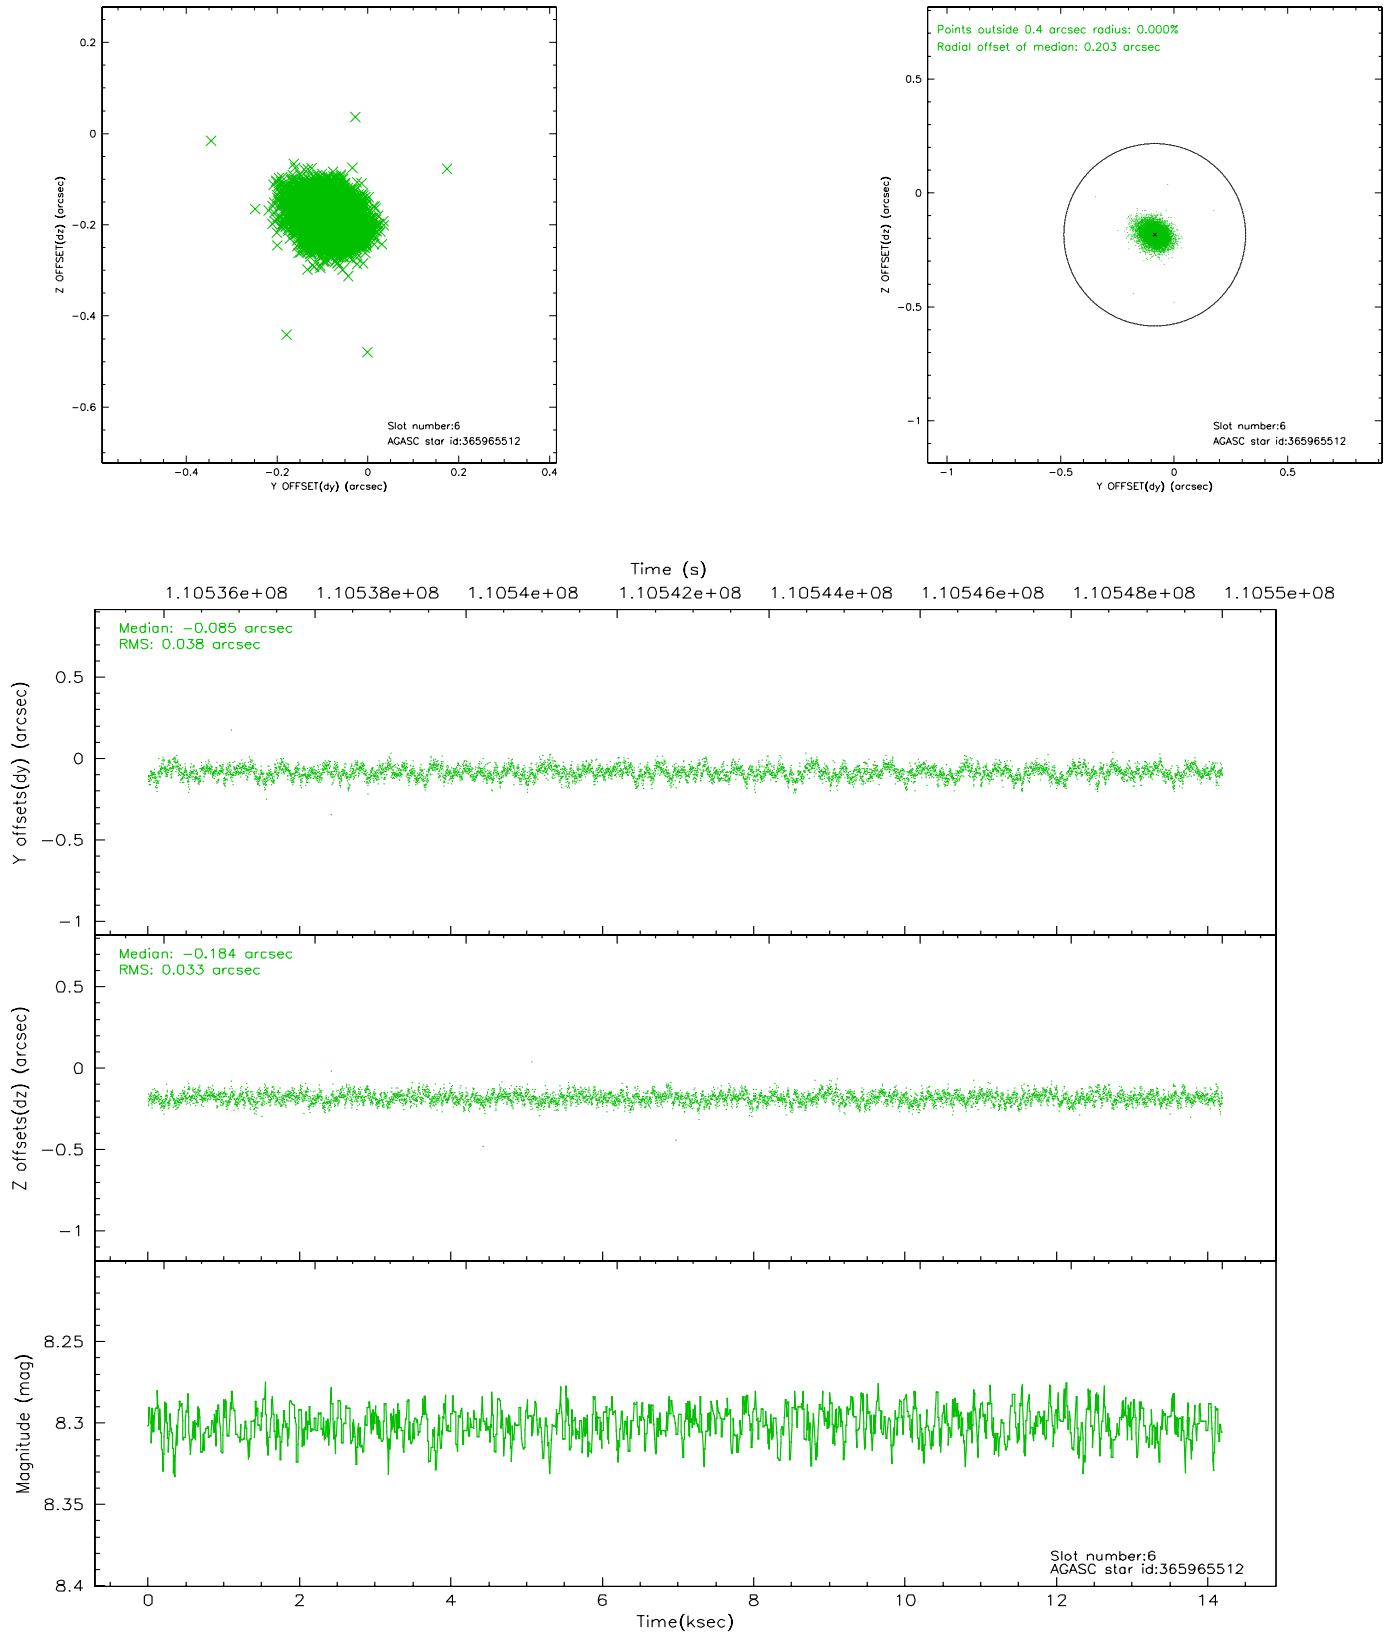 0.2
0
-0.2
-0.4
-0.6
Z OFFSET(dz) (arcsec)
Slot number:6
AGASC star id:365965512
-0.4 -0.2 0 0.2 0.4
Y OFFSET(dy) (arcsec)
Points outside 0.4 arcsec radius: 0.000%
Radial offset of median: 0.203 arcsec
0.5
0
-0.5
-1
Z OFFSET(dz) (arcsec)
Slot number:6
AGASC star id:365965512
-1 -0.5 0 0.5
Y OFFSET(dy) (arcsec)
Time (s)
1.10536e+08 1.10538e+08 1.1054e+08 1.10542e+08 1.10544e+08 1.10546e+08 1.10548e+08 1.1055e+08
Median: -0.085 arcsec
RMS: 0.038 arcsec
0.5
0
-0.5
-1
Y offsets(dy) (arcsec)
Median: -0.184 arcsec
RMS: 0.033 arcsec
0.5
0
-0.5
-1
Z offsets(dz) (arcsec)
8.25
8.3
8.35
8.4
Magnitude (mag)
Slot number:6
AGASC star id:365965512
0 2 4 6 8 10 12 14
Time(ksec)